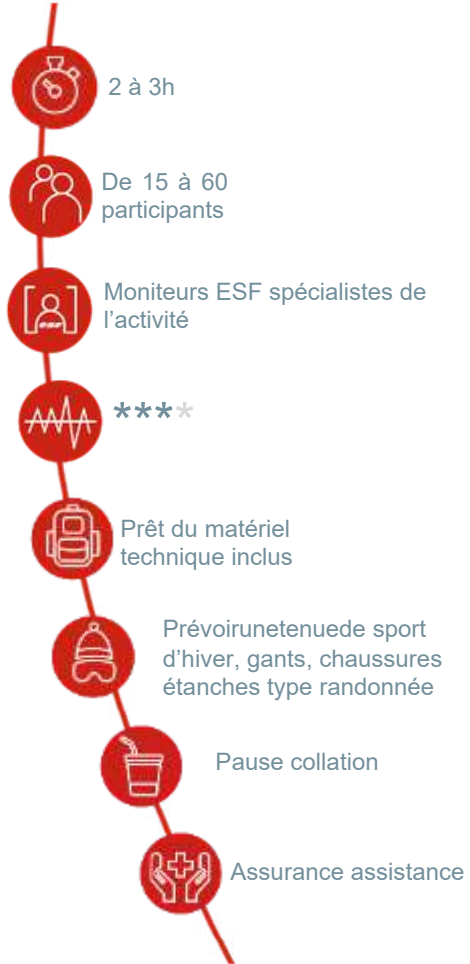 2 à 3h
De 15 à 60
participants
Moniteurs ESF spécialistes de
l'activité
esf
****
Prêt du matériel
technique inclus
Prévoirunetenuede sport
d'hiver, gants, chaussures
étanches type randonnée
Pause collation
Assurance assistance